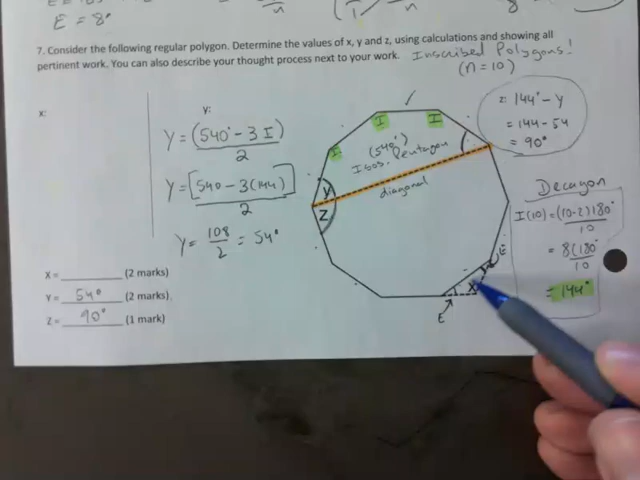 E = 8°
n
n
7. Consider the following regular polygon. Determine the values of x, y and z, using calculations and showing all
pertinent work. You can also describe your thought process next to your work. Inscribed Polygons!
(n = 10)
x:
y:
Y = (540° - 3 I)
2
Y = [540 - 3(144)]
2
Y = 108 = 54°
2
X = (2 marks)
Y = 54° (2 marks)
Z = 90° (1 mark)
I
I
I
(540°)
Isos. Pentagon
diagonal
Y
Z
E
X
E
z: 144° - Y
= 144 - 54
= 90°
Decagon
I(10) = (10-2)180°
10
= 8(180°
10
= 144°